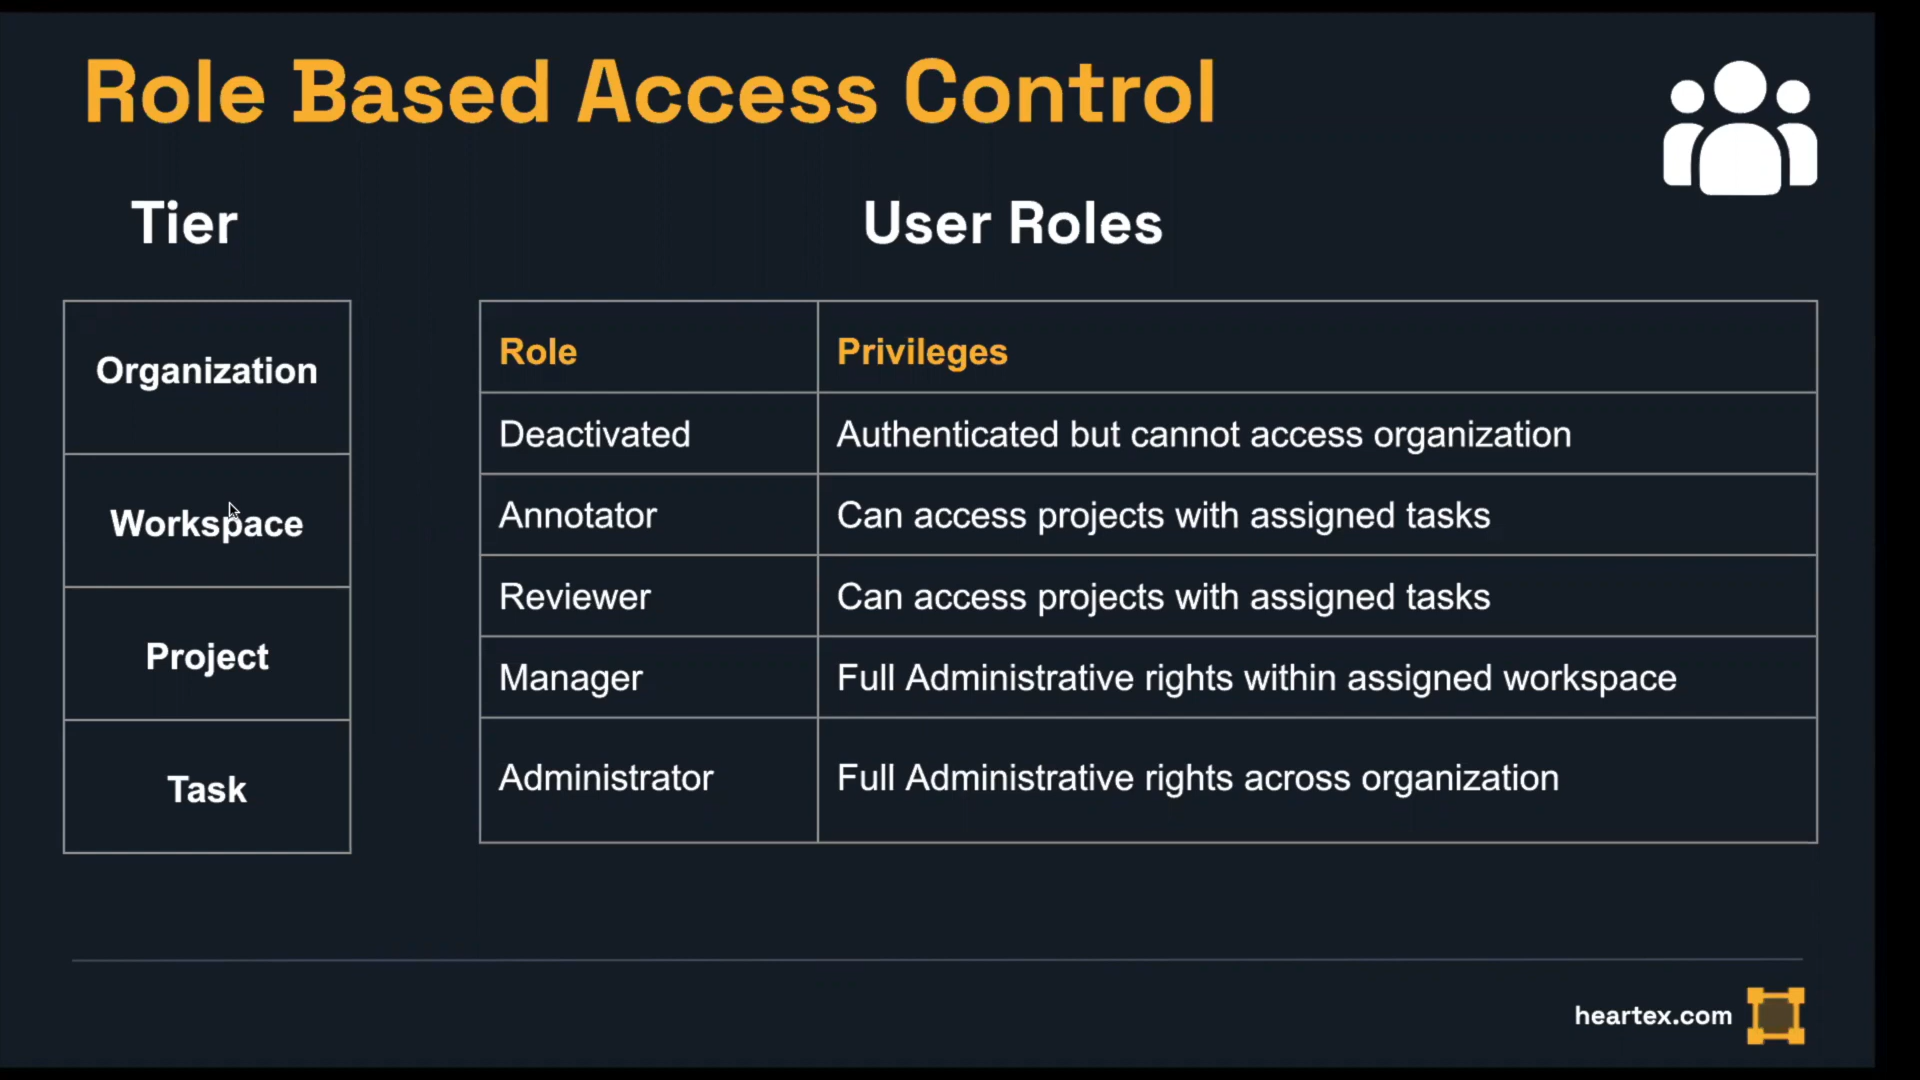 Role Based Access Control
Tier
User Roles
Organization
Workspace
Project
Task
Role Privileges
Deactivated Authenticated but cannot access organization
Annotator Can access projects with assigned tasks
Reviewer Can access projects with assigned tasks
Manager Full Administrative rights within assigned workspace
Administrator Full Administrative rights across organization
heartex.com